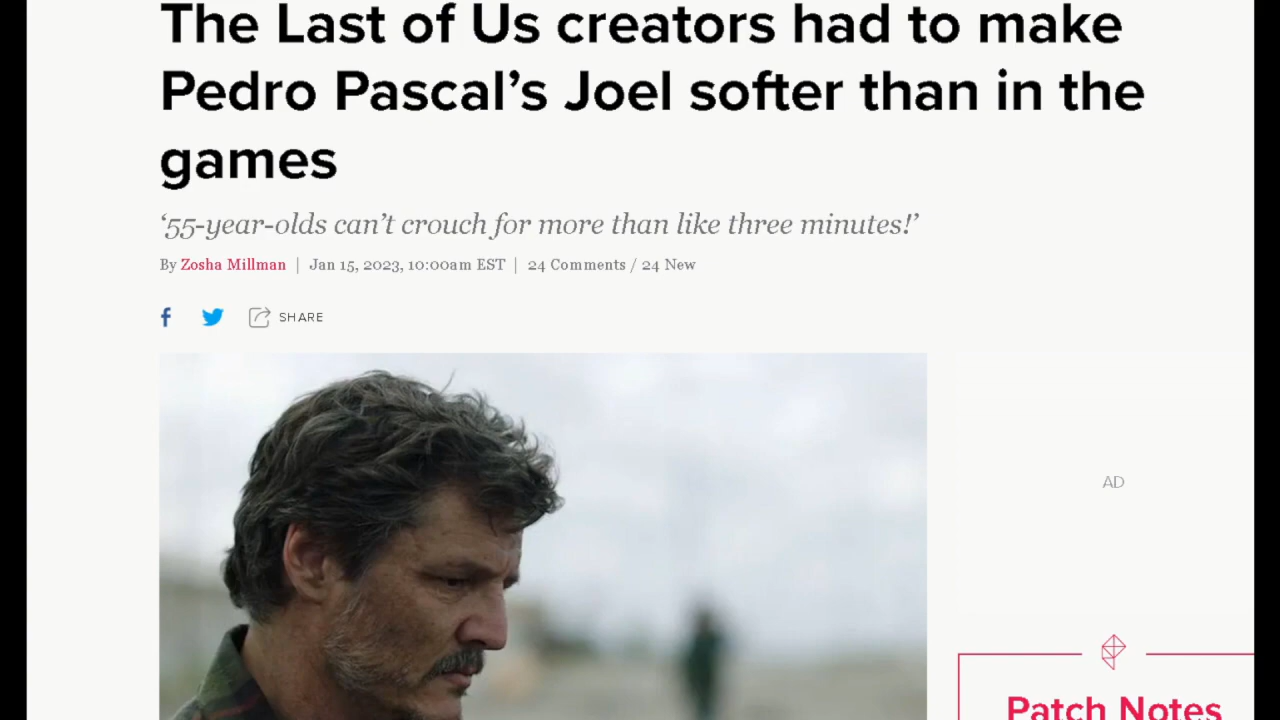 The Last of Us creators had to make
Pedro Pascal’s Joel softer than in the
games
‘55-year-olds can’t crouch for more than like three minutes!’
By Zosha Millman | Jan 15, 2023, 10:00am EST | 24 Comments / 24 New
SHARE
AD
Patch Notes